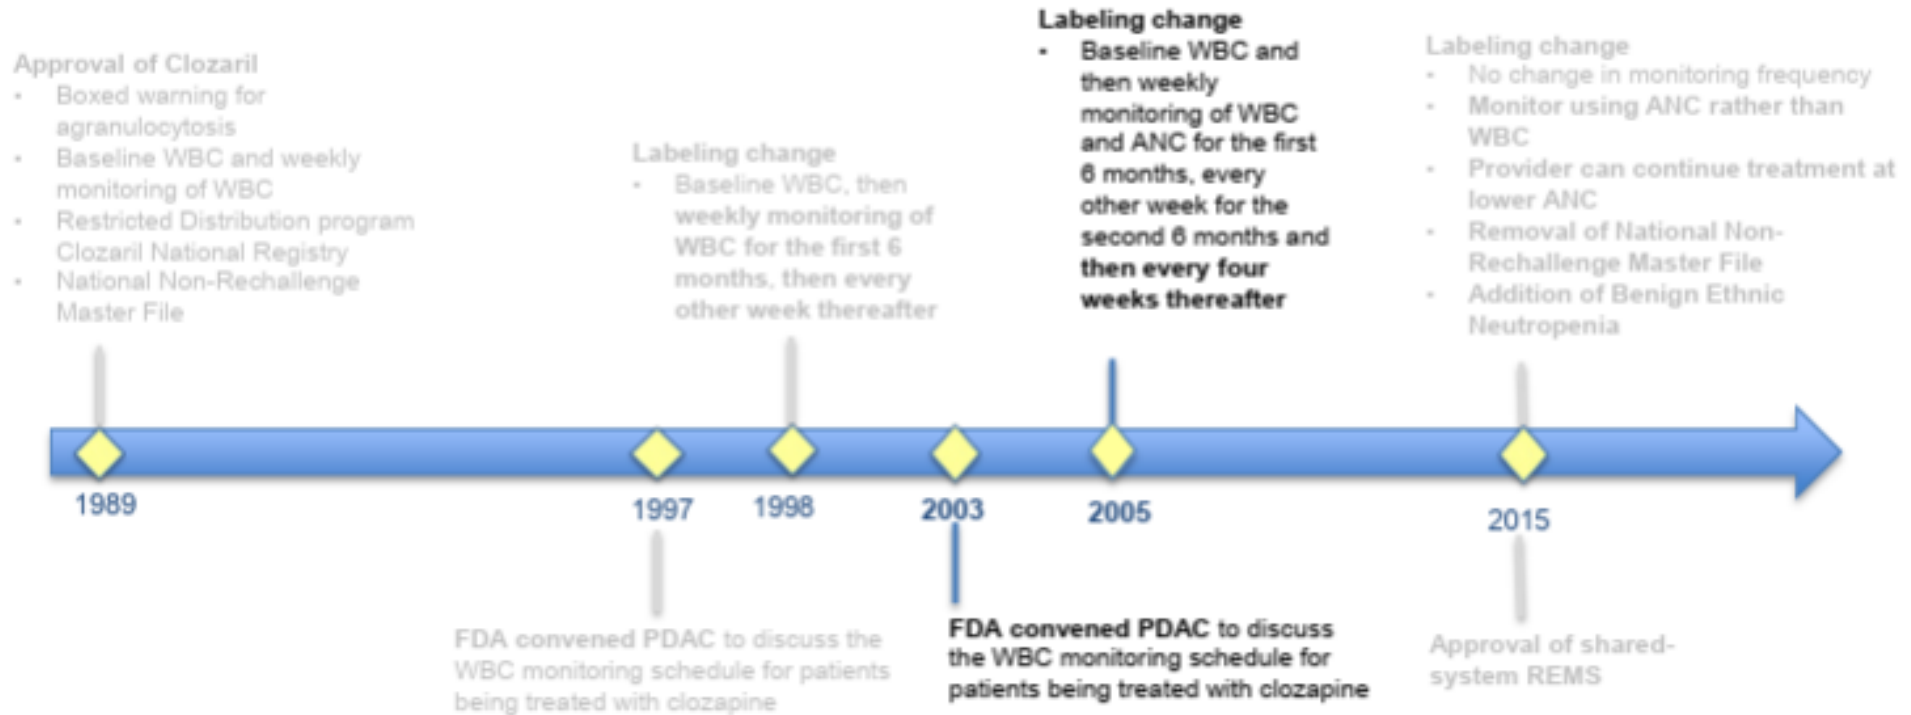 Approval of Clozaril
• Boxed warning for
agranulocytosis
• Baseline WBC and weekly
monitoring of WBC
• Restricted Distribution program
Clozaril National Registry
• National Non-Rechallenge
Master File
Labeling change
• Baseline WBC, then
weekly monitoring of
WBC for the first 6
months, then every
other week thereafter
Labeling change
• Baseline WBC and
then weekly
monitoring of WBC
and ANC for the first
6 months, every
other week for the
second 6 months and
then every four
weeks thereafter
Labeling change
• No change in monitoring frequency
• Monitor using ANC rather than
WBC
• Provider can continue treatment at
lower ANC
• Removal of National Non-
Rechallenge Master File
• Addition of Benign Ethnic
Neutropenia
1989
1997
1998
2003
2005
2015
FDA convened PDAC to discuss the
WBC monitoring schedule for patients
being treated with clozapine
FDA convened PDAC to discuss
the WBC monitoring schedule for
patients being treated with clozapine
Approval of shared-
system REMS